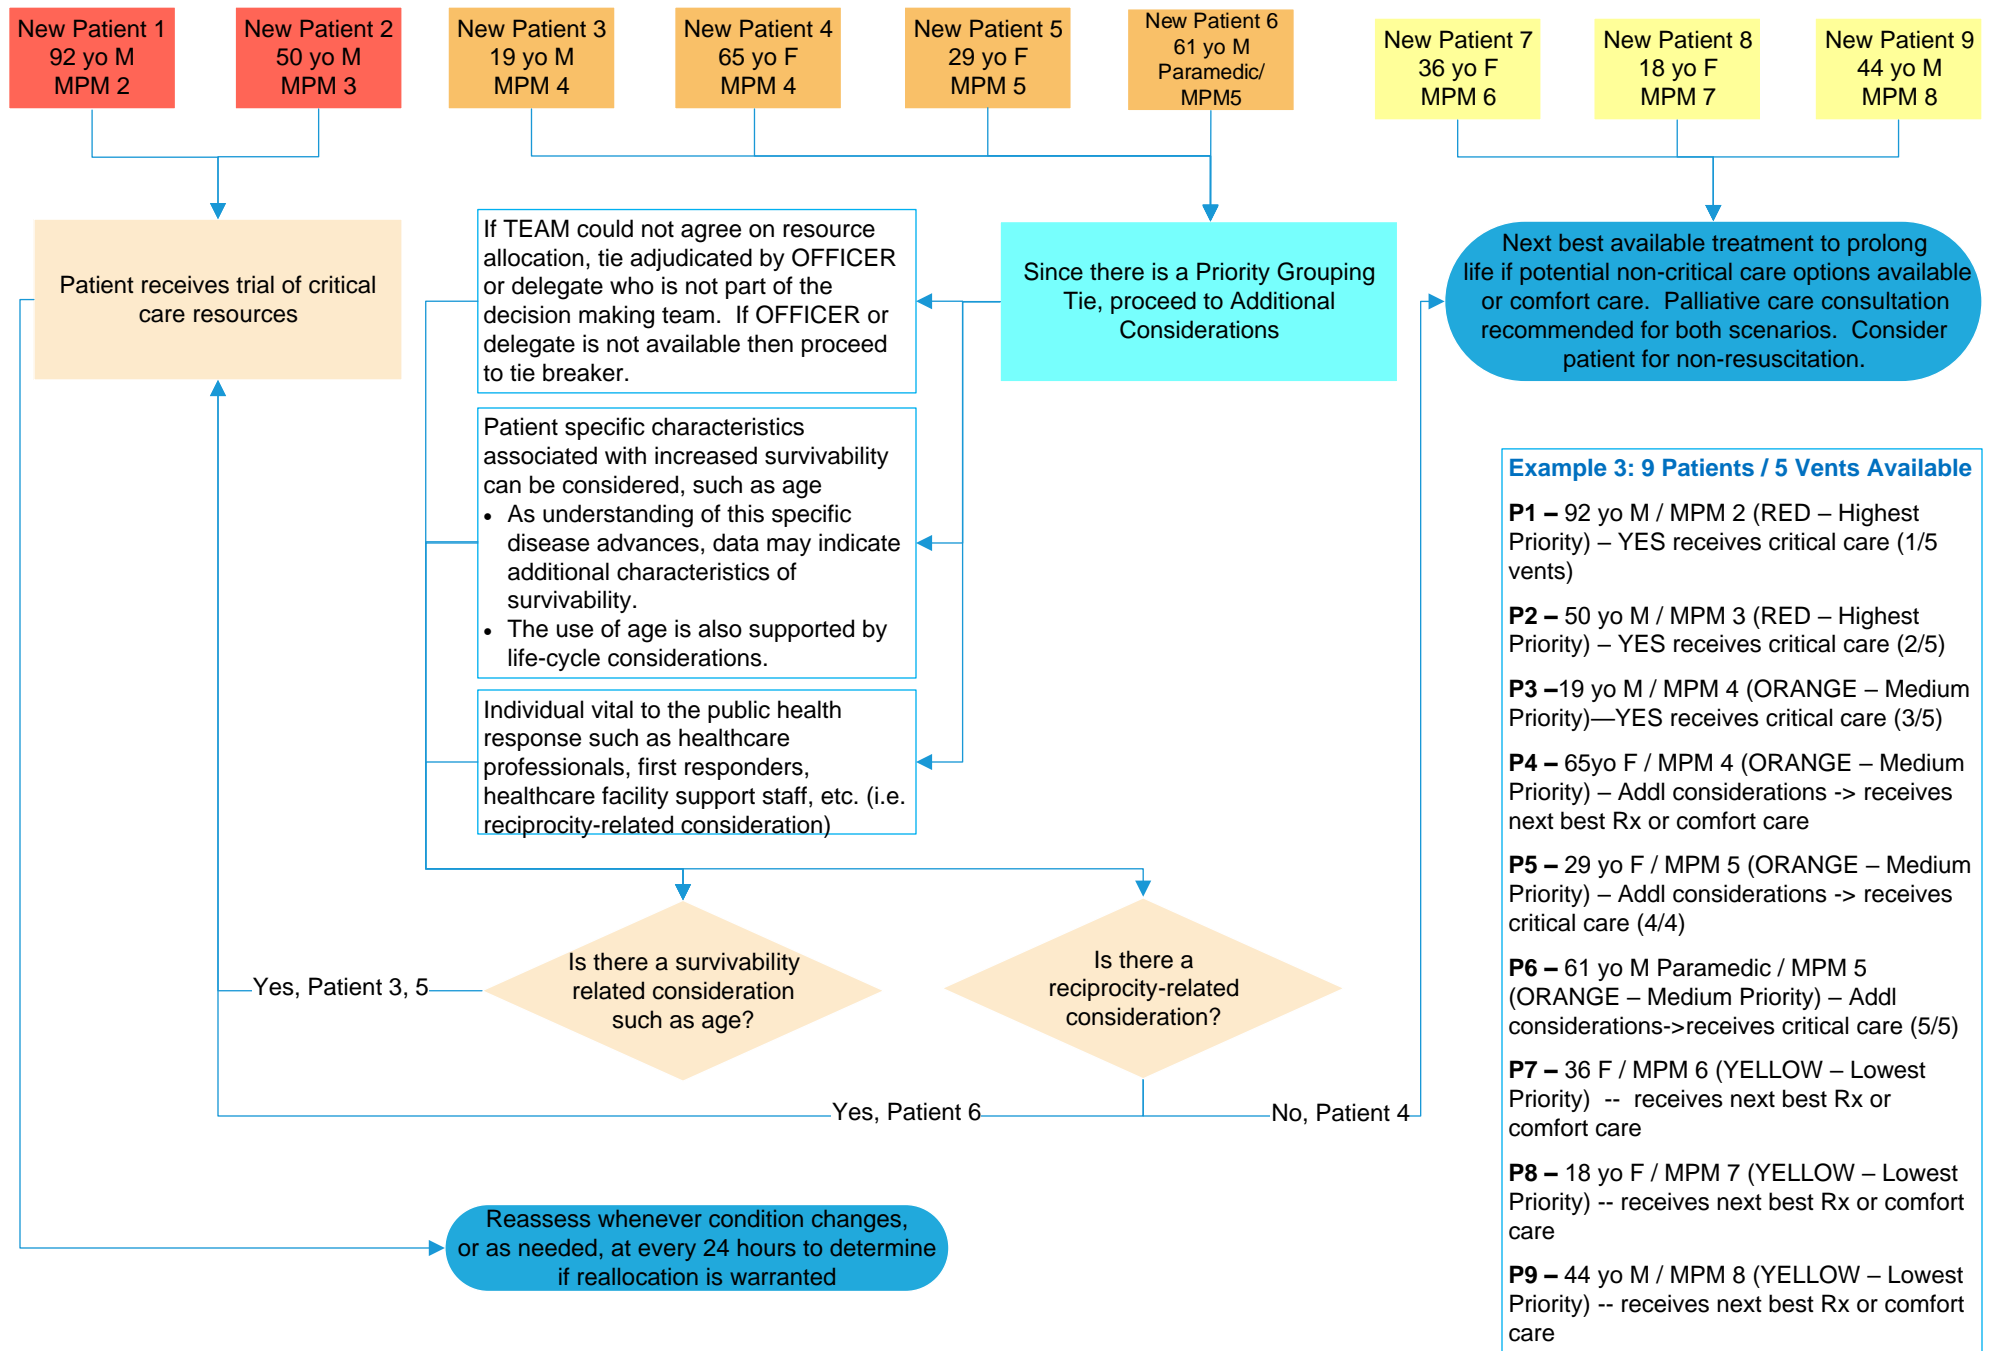 New Patient 1
92 yo M
MPM 2
New Patient 2
50 yo M
MPM 3
New Patient 3
19 yo M
MPM 4
New Patient 4
65 yo F
MPM 4
New Patient 5
29 yo F
MPM 5
New Patient 6
61 yo M
Paramedic/
MPM5
New Patient 7
36 yo F
MPM 6
New Patient 8
18 yo F
MPM 7
New Patient 9
44 yo M
MPM 8
Patient receives trial of critical
care resources
If TEAM could not agree on resource
allocation, tie adjudicated by OFFICER
or delegate who is not part of the
decision making team.  If OFFICER or
delegate is not available then proceed
to tie breaker.
Since there is a Priority Grouping
Tie, proceed to Additional
Considerations
Next best available treatment to prolong
life if potential non-critical care options available
or comfort care.  Palliative care consultation
recommended for both scenarios.  Consider
patient for non-resuscitation.
Patient specific characteristics
associated with increased survivability
can be considered, such as age
• As understanding of this specific
disease advances, data may indicate
additional characteristics of
survivability.
• The use of age is also supported by
life-cycle considerations.
Individual vital to the public health
response such as healthcare
professionals, first responders,
healthcare facility support staff, etc. (i.e.
reciprocity-related consideration)
Is there a survivability
related consideration
such as age?
Is there a
reciprocity-related
consideration?
Yes, Patient 3, 5
Yes, Patient 6
No, Patient 4
Reassess whenever condition changes,
or as needed, at every 24 hours to determine
if reallocation is warranted
Example 3: 9 Patients / 5 Vents Available
P1 – 92 yo M / MPM 2 (RED – Highest
Priority) – YES receives critical care (1/5
vents)
P2 – 50 yo M / MPM 3 (RED – Highest
Priority) – YES receives critical care (2/5)
P3 –19 yo M / MPM 4 (ORANGE – Medium
Priority)—YES receives critical care (3/5)
P4 – 65yo F / MPM 4 (ORANGE – Medium
Priority) – Addl considerations -> receives
next best Rx or comfort care
P5 – 29 yo F / MPM 5 (ORANGE – Medium
Priority) – Addl considerations -> receives
critical care (4/4)
P6 – 61 yo M Paramedic / MPM 5
(ORANGE – Medium Priority) – Addl
considerations->receives critical care (5/5)
P7 – 36 F / MPM 6 (YELLOW – Lowest
Priority)  --  receives next best Rx or
comfort care
P8 – 18 yo F / MPM 7 (YELLOW – Lowest
Priority) -- receives next best Rx or comfort
care
P9 – 44 yo M / MPM 8 (YELLOW – Lowest
Priority) -- receives next best Rx or comfort
care